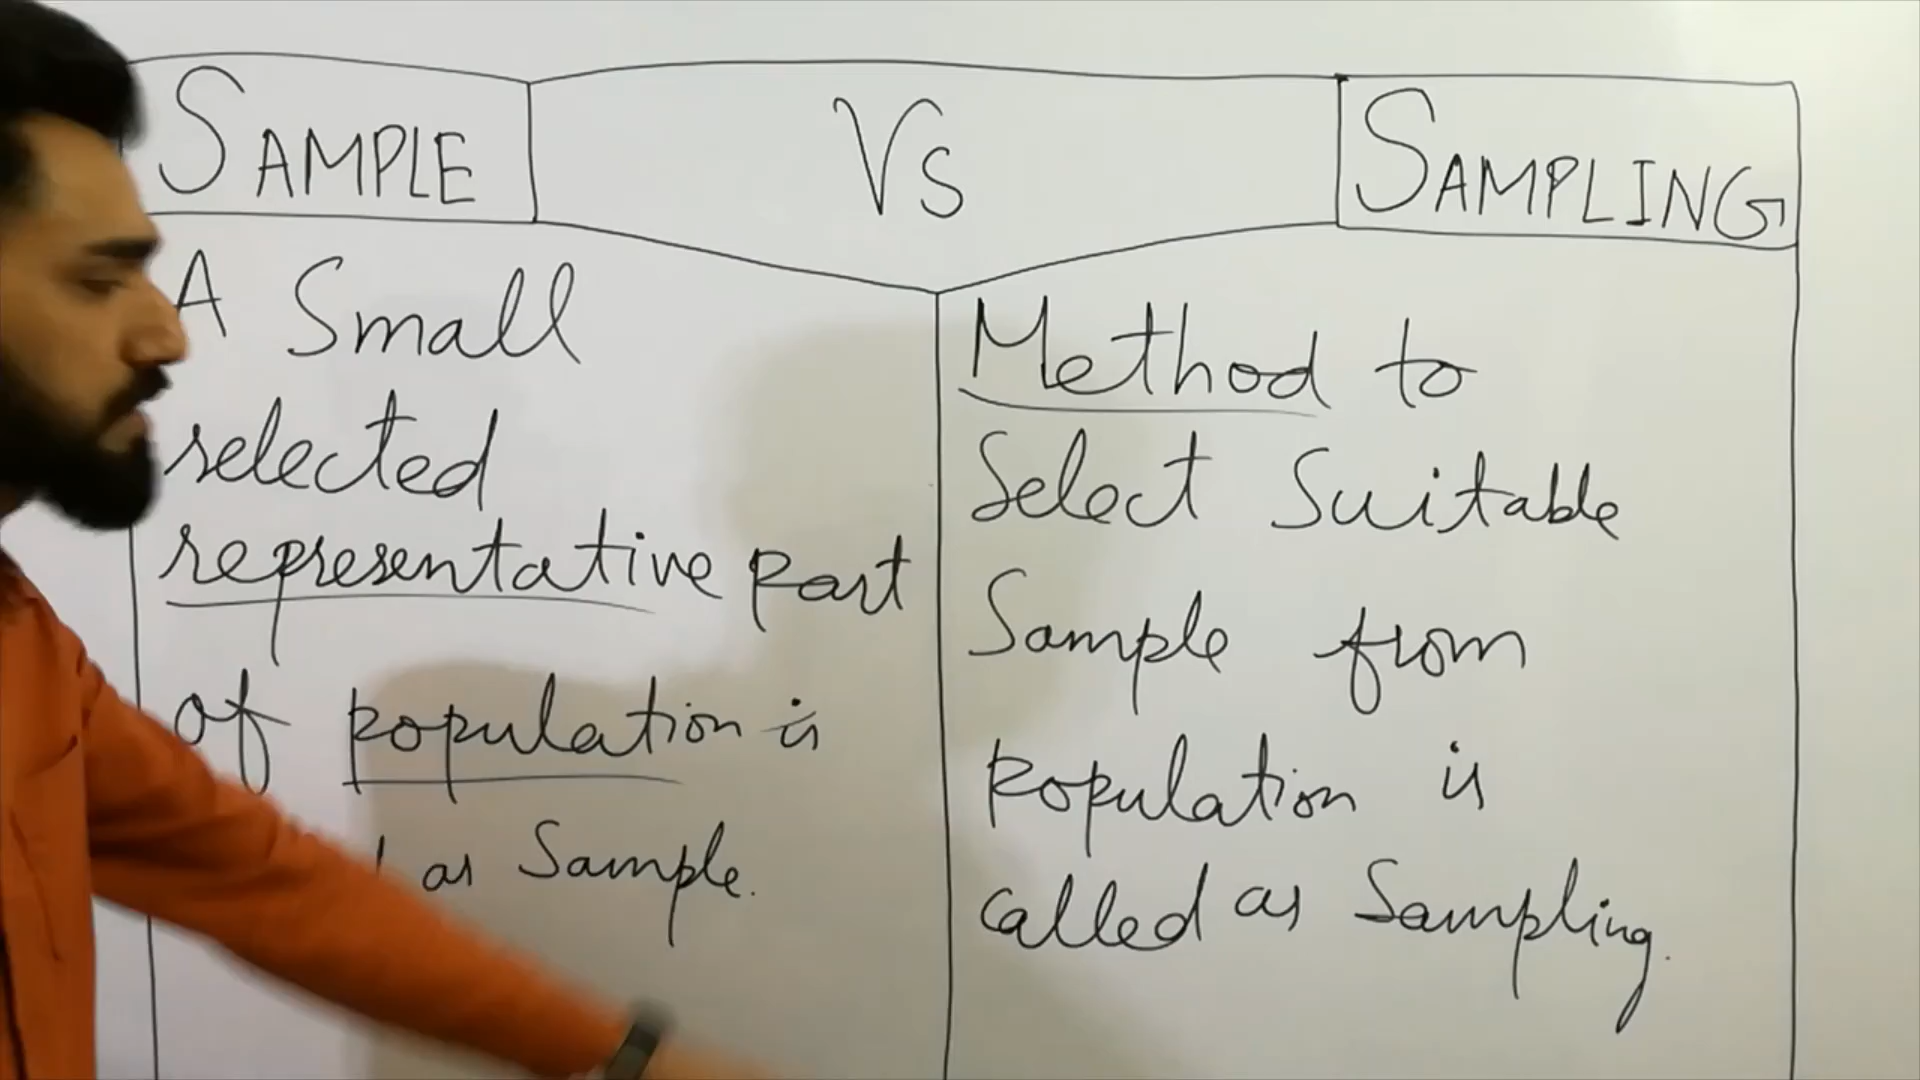 SAMPLE Vs SAMPLING
A Small
selected
representative part
of population is
as Sample.
Method to
Select Suitable
Sample from
population is
called as Sampling.